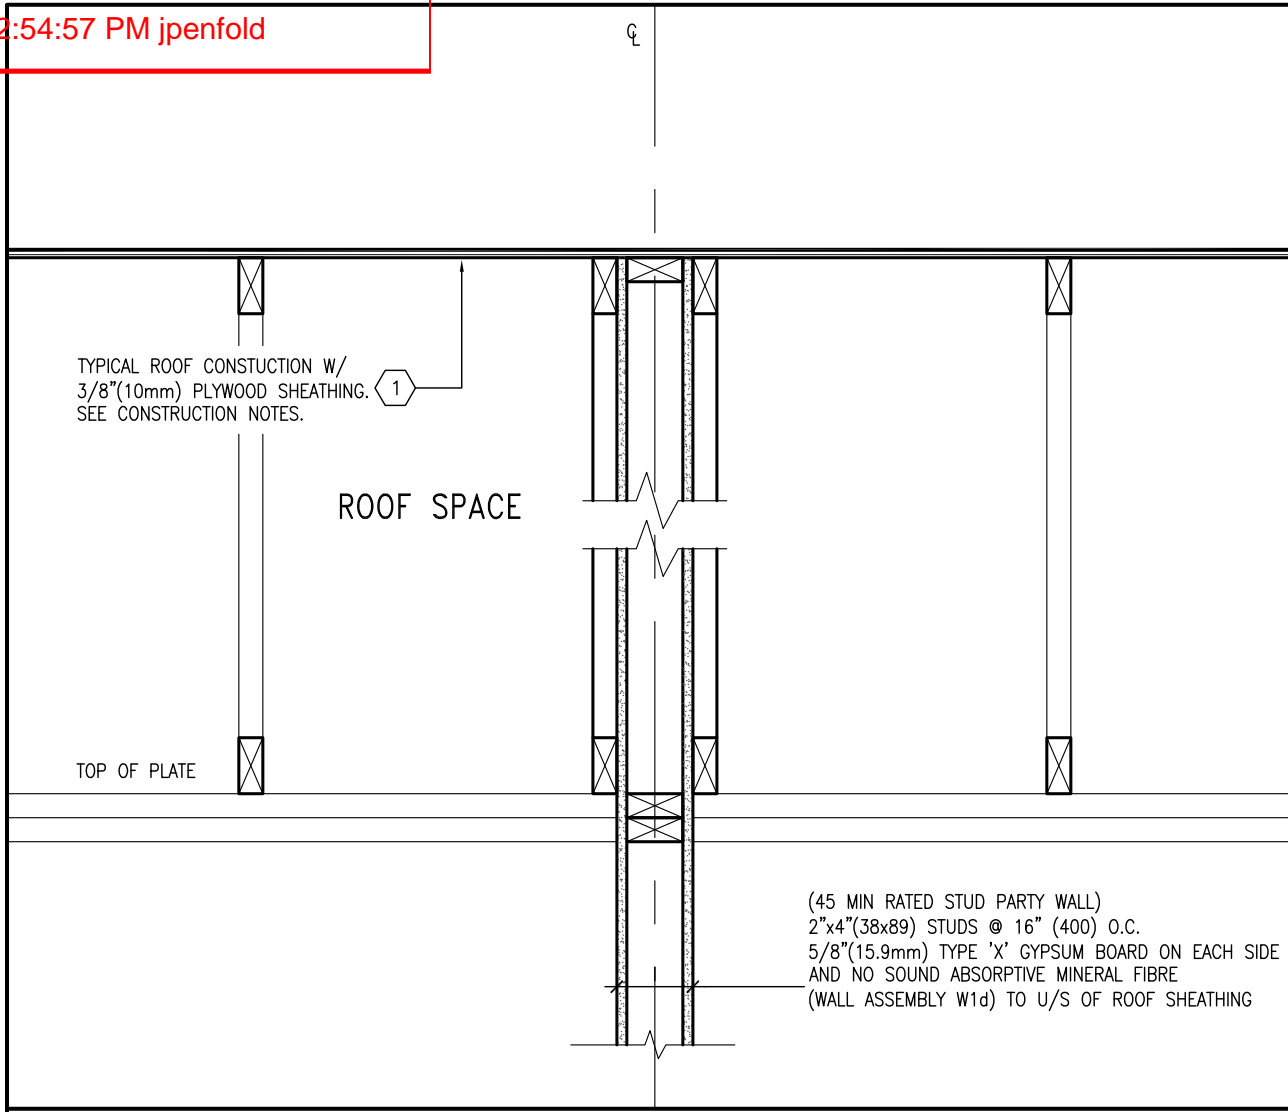 2:54:57 PM jpenfold
℄
TYPICAL ROOF CONSTUCTION W/
3/8"(10mm) PLYWOOD SHEATHING.
SEE CONSTRUCTION NOTES.
1
ROOF SPACE
TOP OF PLATE
(45 MIN RATED STUD PARTY WALL)
2"x4"(38x89) STUDS @ 16" (400) O.C.
5/8"(15.9mm) TYPE 'X' GYPSUM BOARD ON EACH SIDE
AND NO SOUND ABSORPTIVE MINERAL FIBRE
(WALL ASSEMBLY W1d) TO U/S OF ROOF SHEATHING